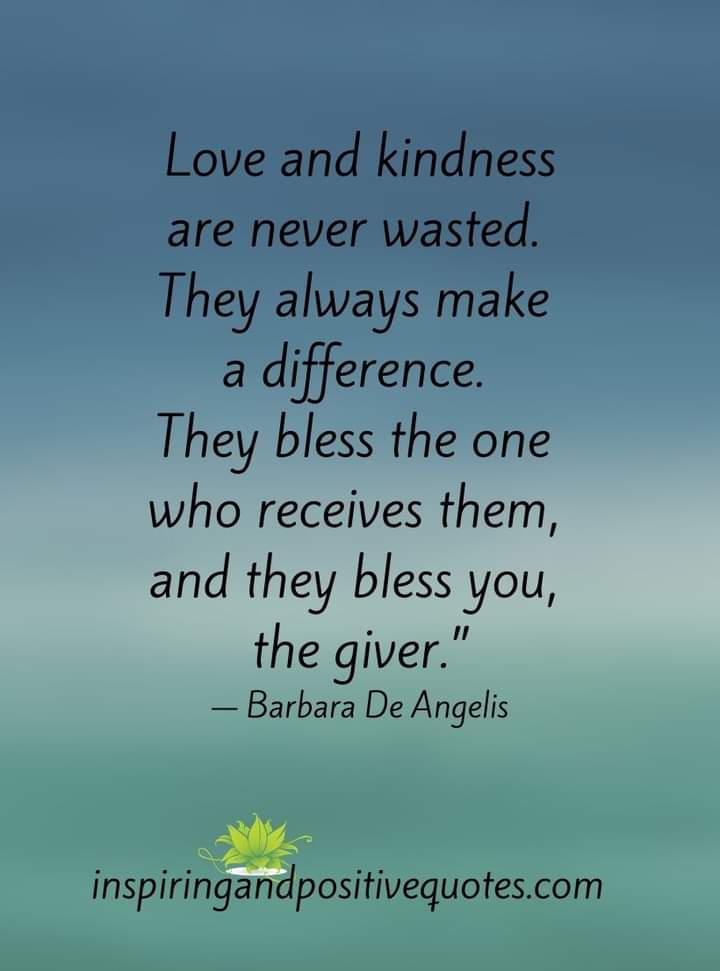 Love and kindness
are never wasted.
They always make
a difference.
They bless the one
who receives them,
and they bless you,
the giver."
— Barbara De Angelis
inspiringandpositivequotes.com